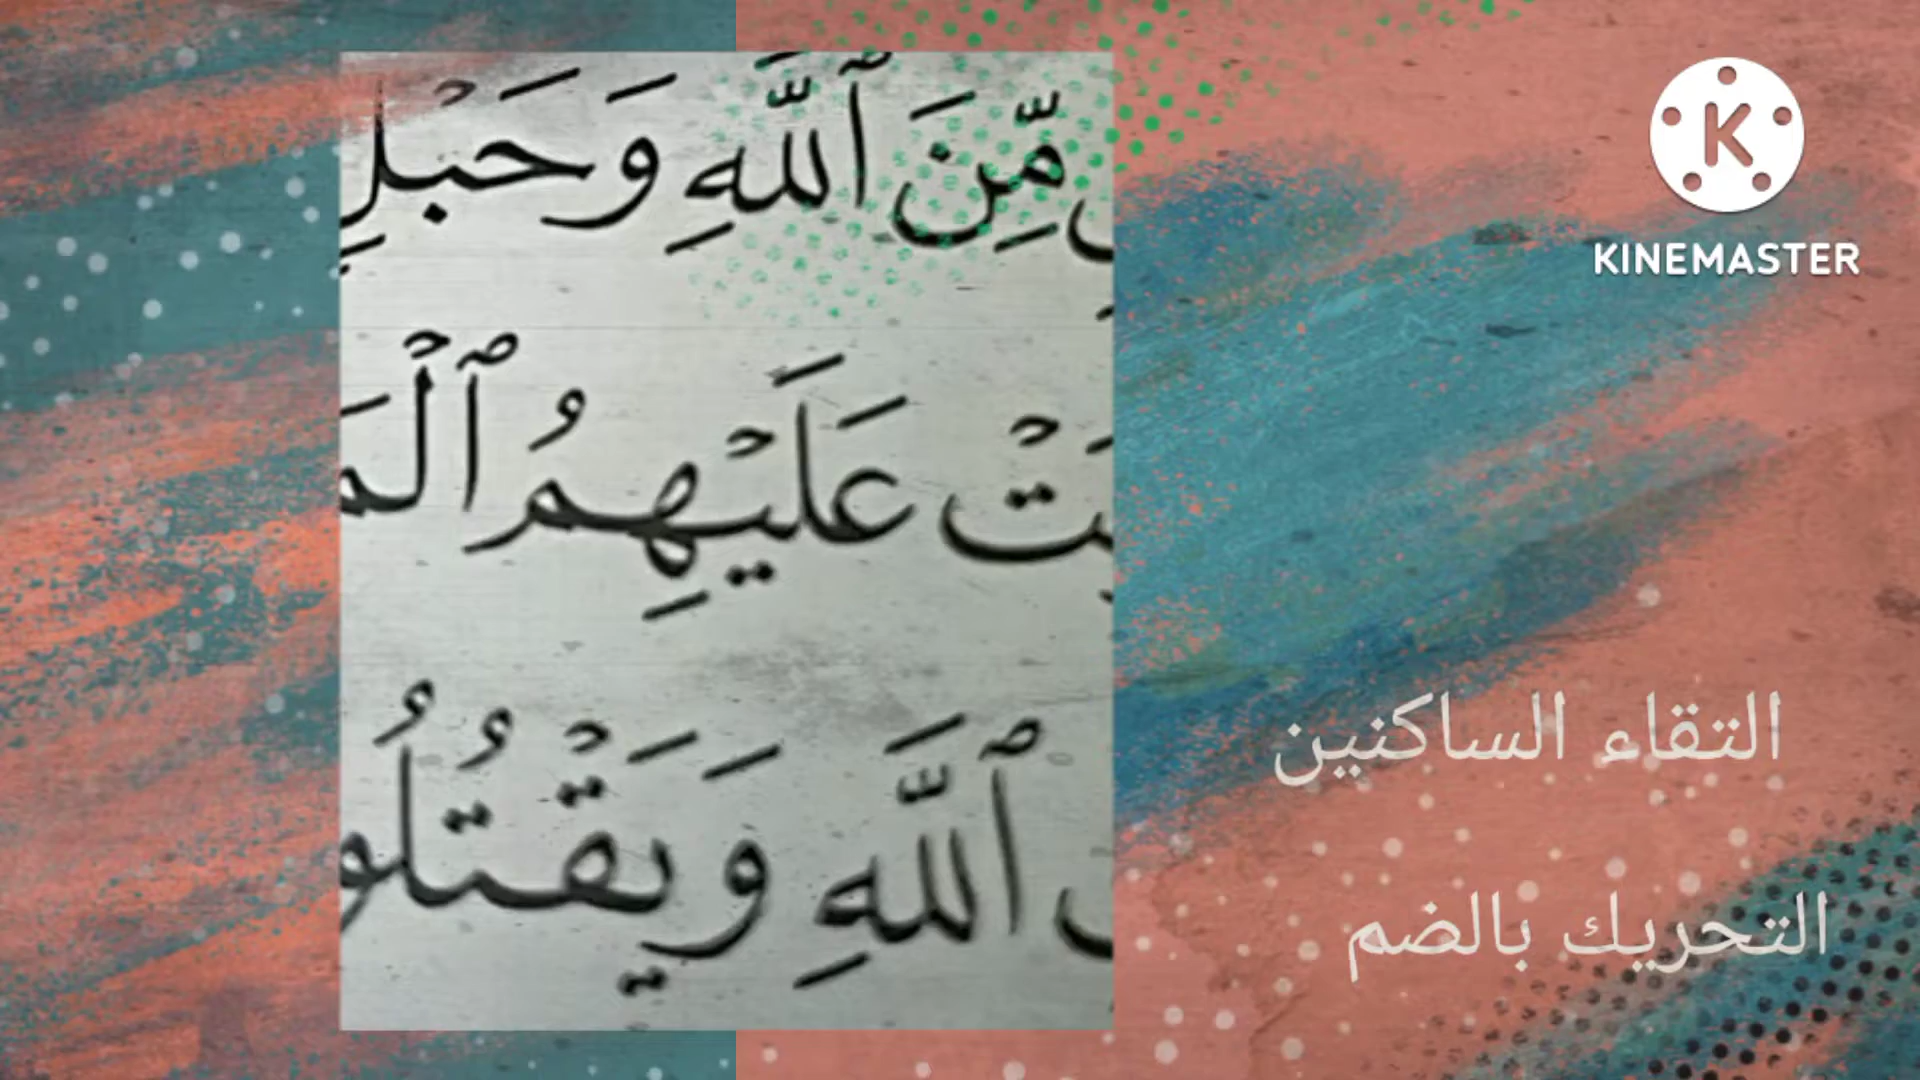 مِّنَ ٱللَّهِ وَحَبْلٍ
عَلَيْهِمُ ٱلْمَ
ٱللَّهِ وَيَقْتُلُو
KINEMASTER
التقاء الساكنين
التحريك بالضم